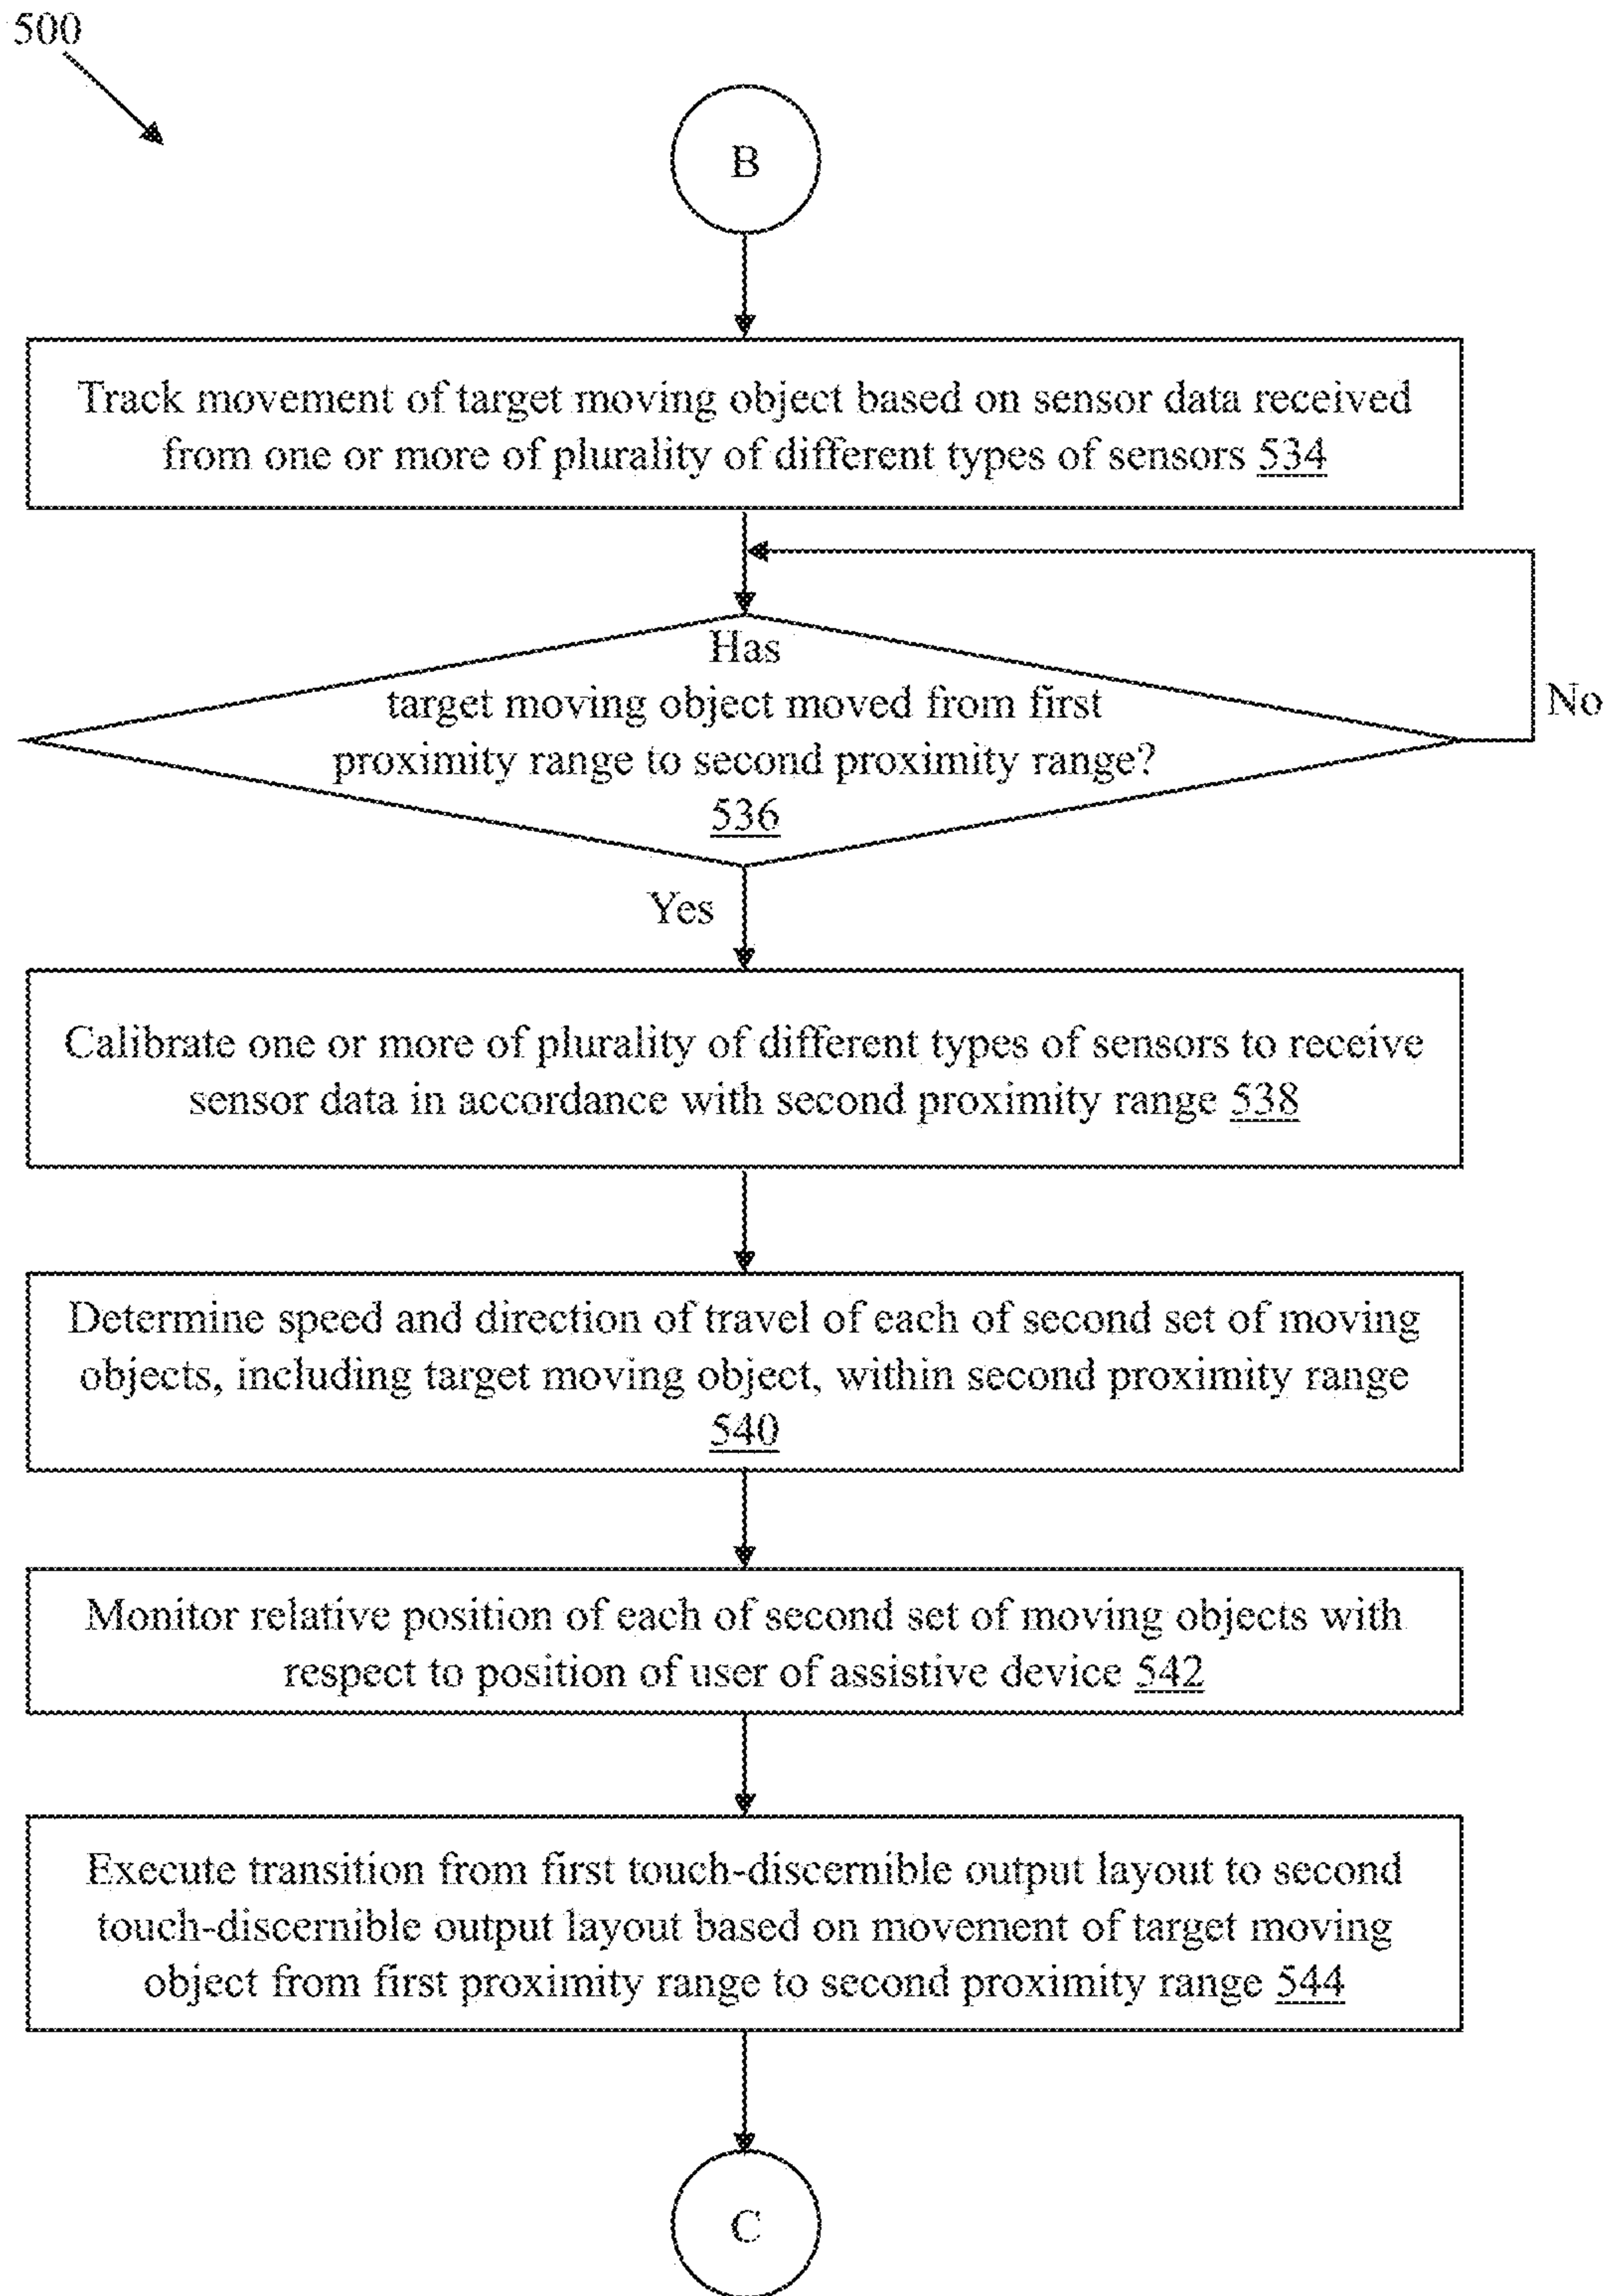 500
B
Track movement of target moving object based on sensor data received
from one or more of plurality of different types of sensors 534
Has
target moving object moved from first
proximity range to second proximity range?
536
No
Yes
Calibrate one or more of plurality of different types of sensors to receive
sensor data in accordance with second proximity range 538
Determine speed and direction of travel of each of second set of moving
objects, including target moving object, within second proximity range
540
Monitor relative position of each of second set of moving objects with
respect to position of user of assistive device 542
Execute transition from first touch-discernible output layout to second
touch-discernible output layout based on movement of target moving
object from first proximity range to second proximity range 544
C